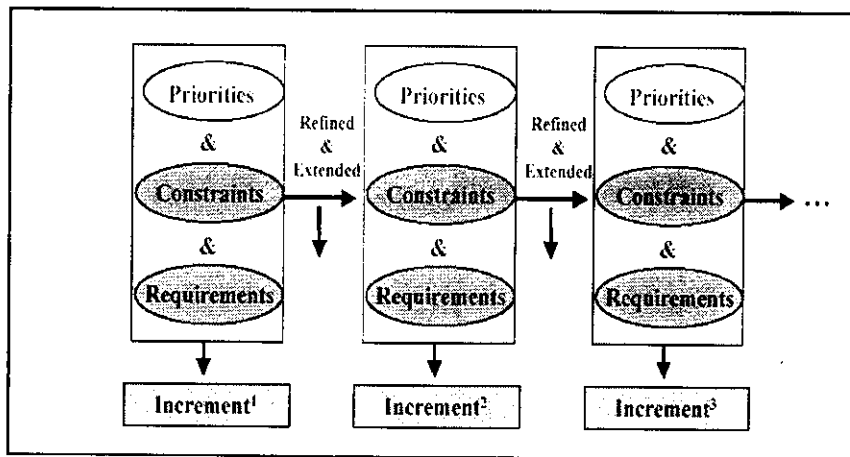 Priorities
&
Constraints
&
Requirements
Increment¹
Refined
&
Extended
Priorities
&
Constraints
&
Requirements
Increment²
Refined
&
Extended
Priorities
&
Constraints
&
Requirements
Increment³
...